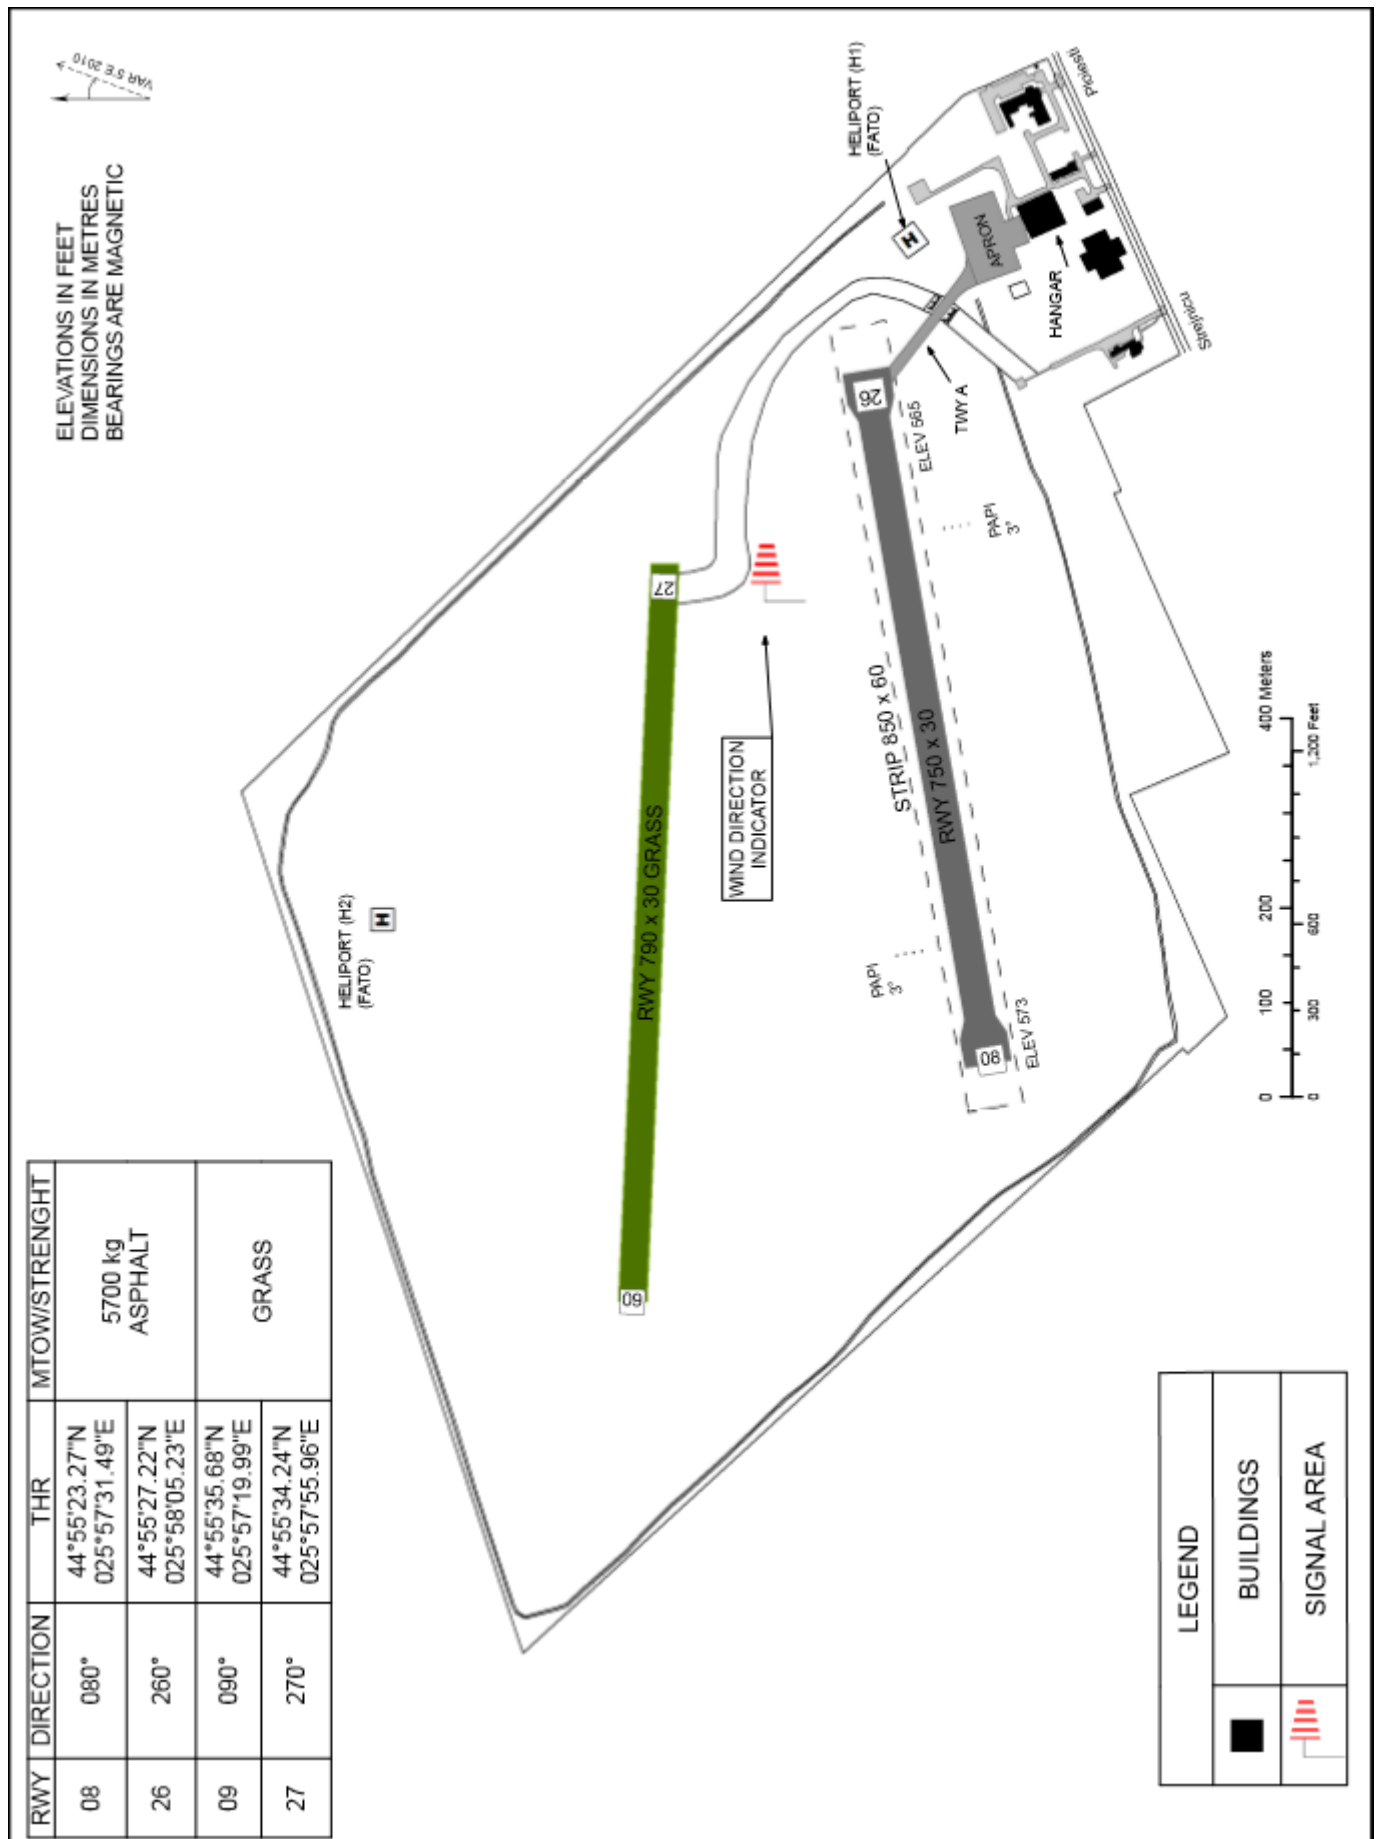 VAR 5°E 2010
ELEVATIONS IN FEET
DIMENSIONS IN METRES
BEARINGS ARE MAGNETIC
RWY DIRECTION THR MTOW/STRENGHT
08 080° 44°55'23.27"N
025°57'31.49"E
26 260° 44°55'27.22"N
025°58'05.23"E
5700 kg
ASPHALT
09 090° 44°55'35.68"N
025°57'19.99"E
27 270° 44°55'34.24"N
025°57'55.96"E
GRASS
HELIPORT (H2)
(FATO)
H
HELIPORT (H1)
(FATO)
H
09
RWY 790 x 30 GRASS
27
WIND DIRECTION
INDICATOR
PAPI
3°
STRIP 850 x 60
08
RWY 750 x 30
26
ELEV 573
ELEV 565
PAPI
3°
TWY A
APRON
HANGAR
Ploiesti
Strejnicu
0 100 200 400 Meters
0 300 600 1,200 Feet
LEGEND
BUILDINGS
SIGNAL AREA